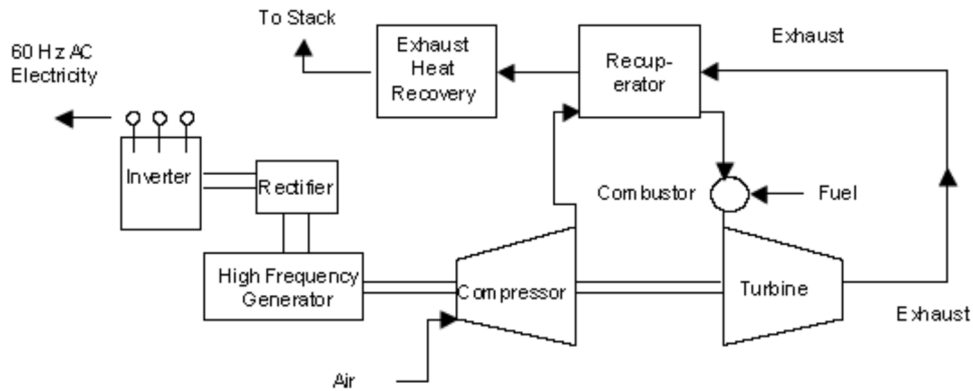 To Stack
60 Hz AC
Electricity
Exhaust
Heat
Recovery
Recup-
erator
Exhaust
Inverter
Rectifier
Combustor
Fuel
High Frequency
Generator
Compressor
Turbine
Exhaust
Air